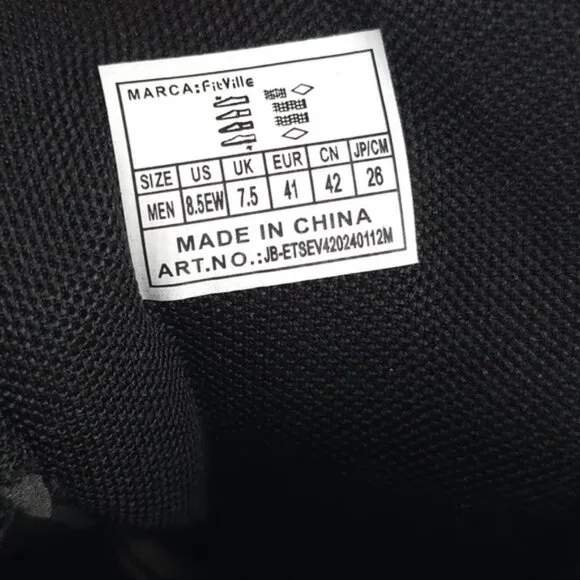 MARCA:FitVille
SIZE US UK EUR CN JP/CM
MEN 8.5EW 7.5 41 42 26
MADE IN CHINA
ART.NO.:JB-ETSEV420240112M